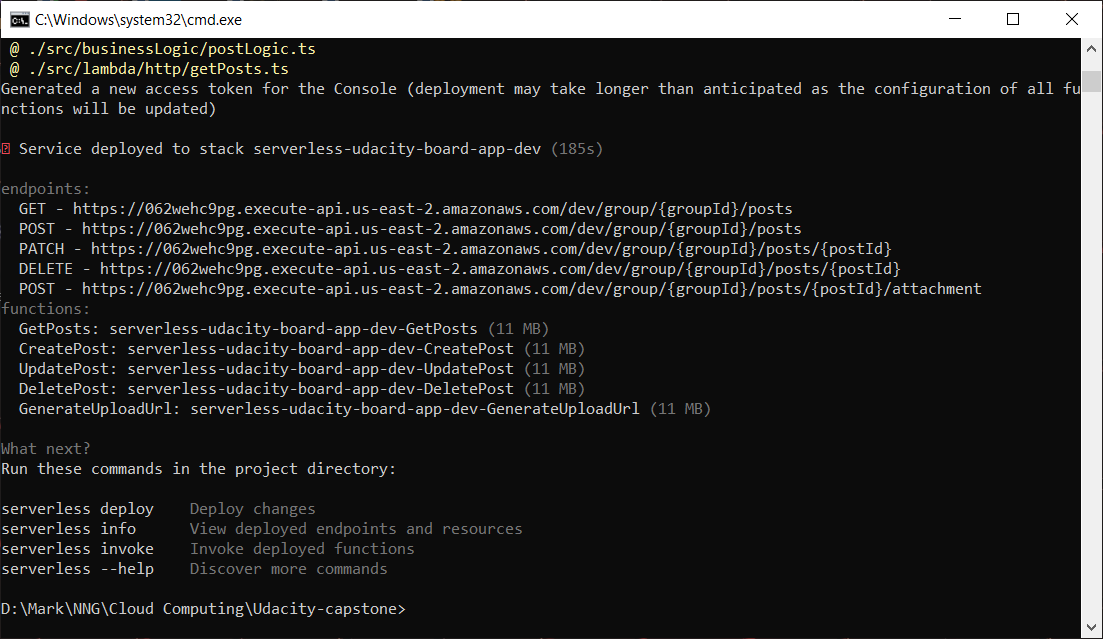 C:\Windows\system32\cmd.exe
@ ./src/businessLogic/postLogic.ts
@ ./src/lambda/http/getPosts.ts
Generated a new access token for the Console (deployment may take longer than anticipated as the configuration of all fu
nctions will be updated)
Service deployed to stack serverless-udacity-board-app-dev (185s)
endpoints:
GET - https://062wehc9pg.execute-api.us-east-2.amazonaws.com/dev/group/{groupId}/posts
POST - https://062wehc9pg.execute-api.us-east-2.amazonaws.com/dev/group/{groupId}/posts
PATCH - https://062wehc9pg.execute-api.us-east-2.amazonaws.com/dev/group/{groupId}/posts/{postId}
DELETE - https://062wehc9pg.execute-api.us-east-2.amazonaws.com/dev/group/{groupId}/posts/{postId}
POST - https://062wehc9pg.execute-api.us-east-2.amazonaws.com/dev/group/{groupId}/posts/{postId}/attachment
functions:
GetPosts: serverless-udacity-board-app-dev-GetPosts (11 MB)
CreatePost: serverless-udacity-board-app-dev-CreatePost (11 MB)
UpdatePost: serverless-udacity-board-app-dev-UpdatePost (11 MB)
DeletePost: serverless-udacity-board-app-dev-DeletePost (11 MB)
GenerateUploadUrl: serverless-udacity-board-app-dev-GenerateUploadUrl (11 MB)
What next?
Run these commands in the project directory:
serverless deploy Deploy changes
serverless info View deployed endpoints and resources
serverless invoke Invoke deployed functions
serverless --help Discover more commands
D:\Mark\NNG\Cloud Computing\Udacity-capstone>